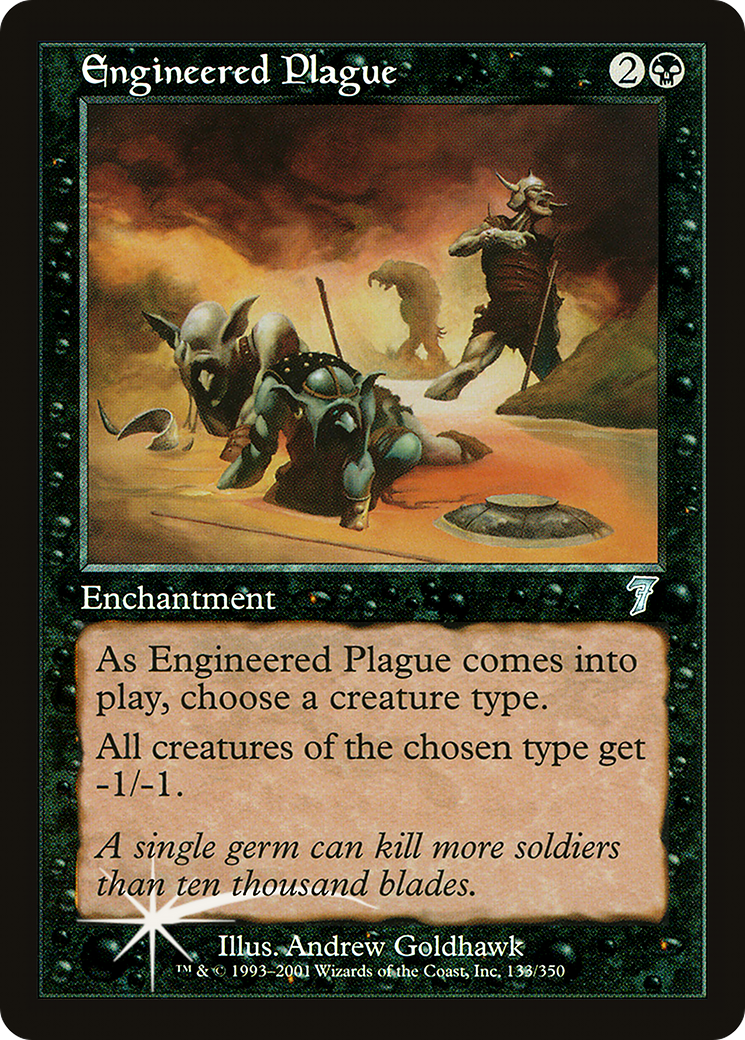 Engineered Plague 2
Enchantment 7
As Engineered Plague comes into
play, choose a creature type.
All creatures of the chosen type get
-1/-1.
A single germ can kill more soldiers
than ten thousand blades.
Illus. Andrew Goldhawk
™ & © 1993–2001 Wizards of the Coast, Inc. 133/350